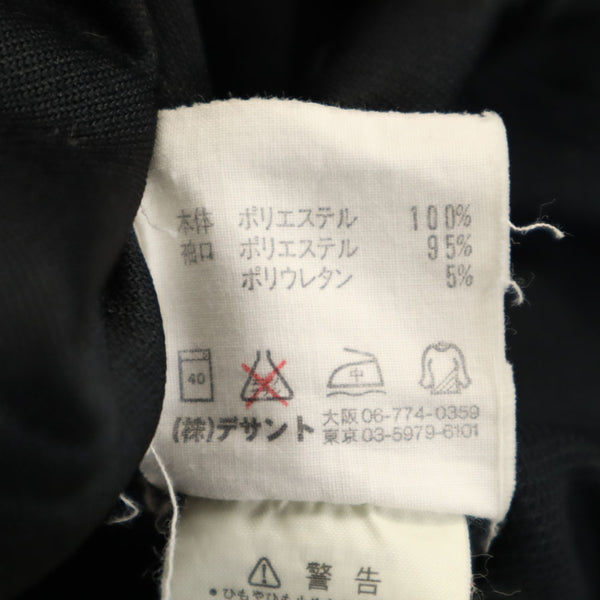 本体 ポリエステル 100%
袖口 ポリエステル 95%
ポリウレタン 5%
40 中
(株)デサント 大阪 06-774-0359
東京 03-5979-6101
警告